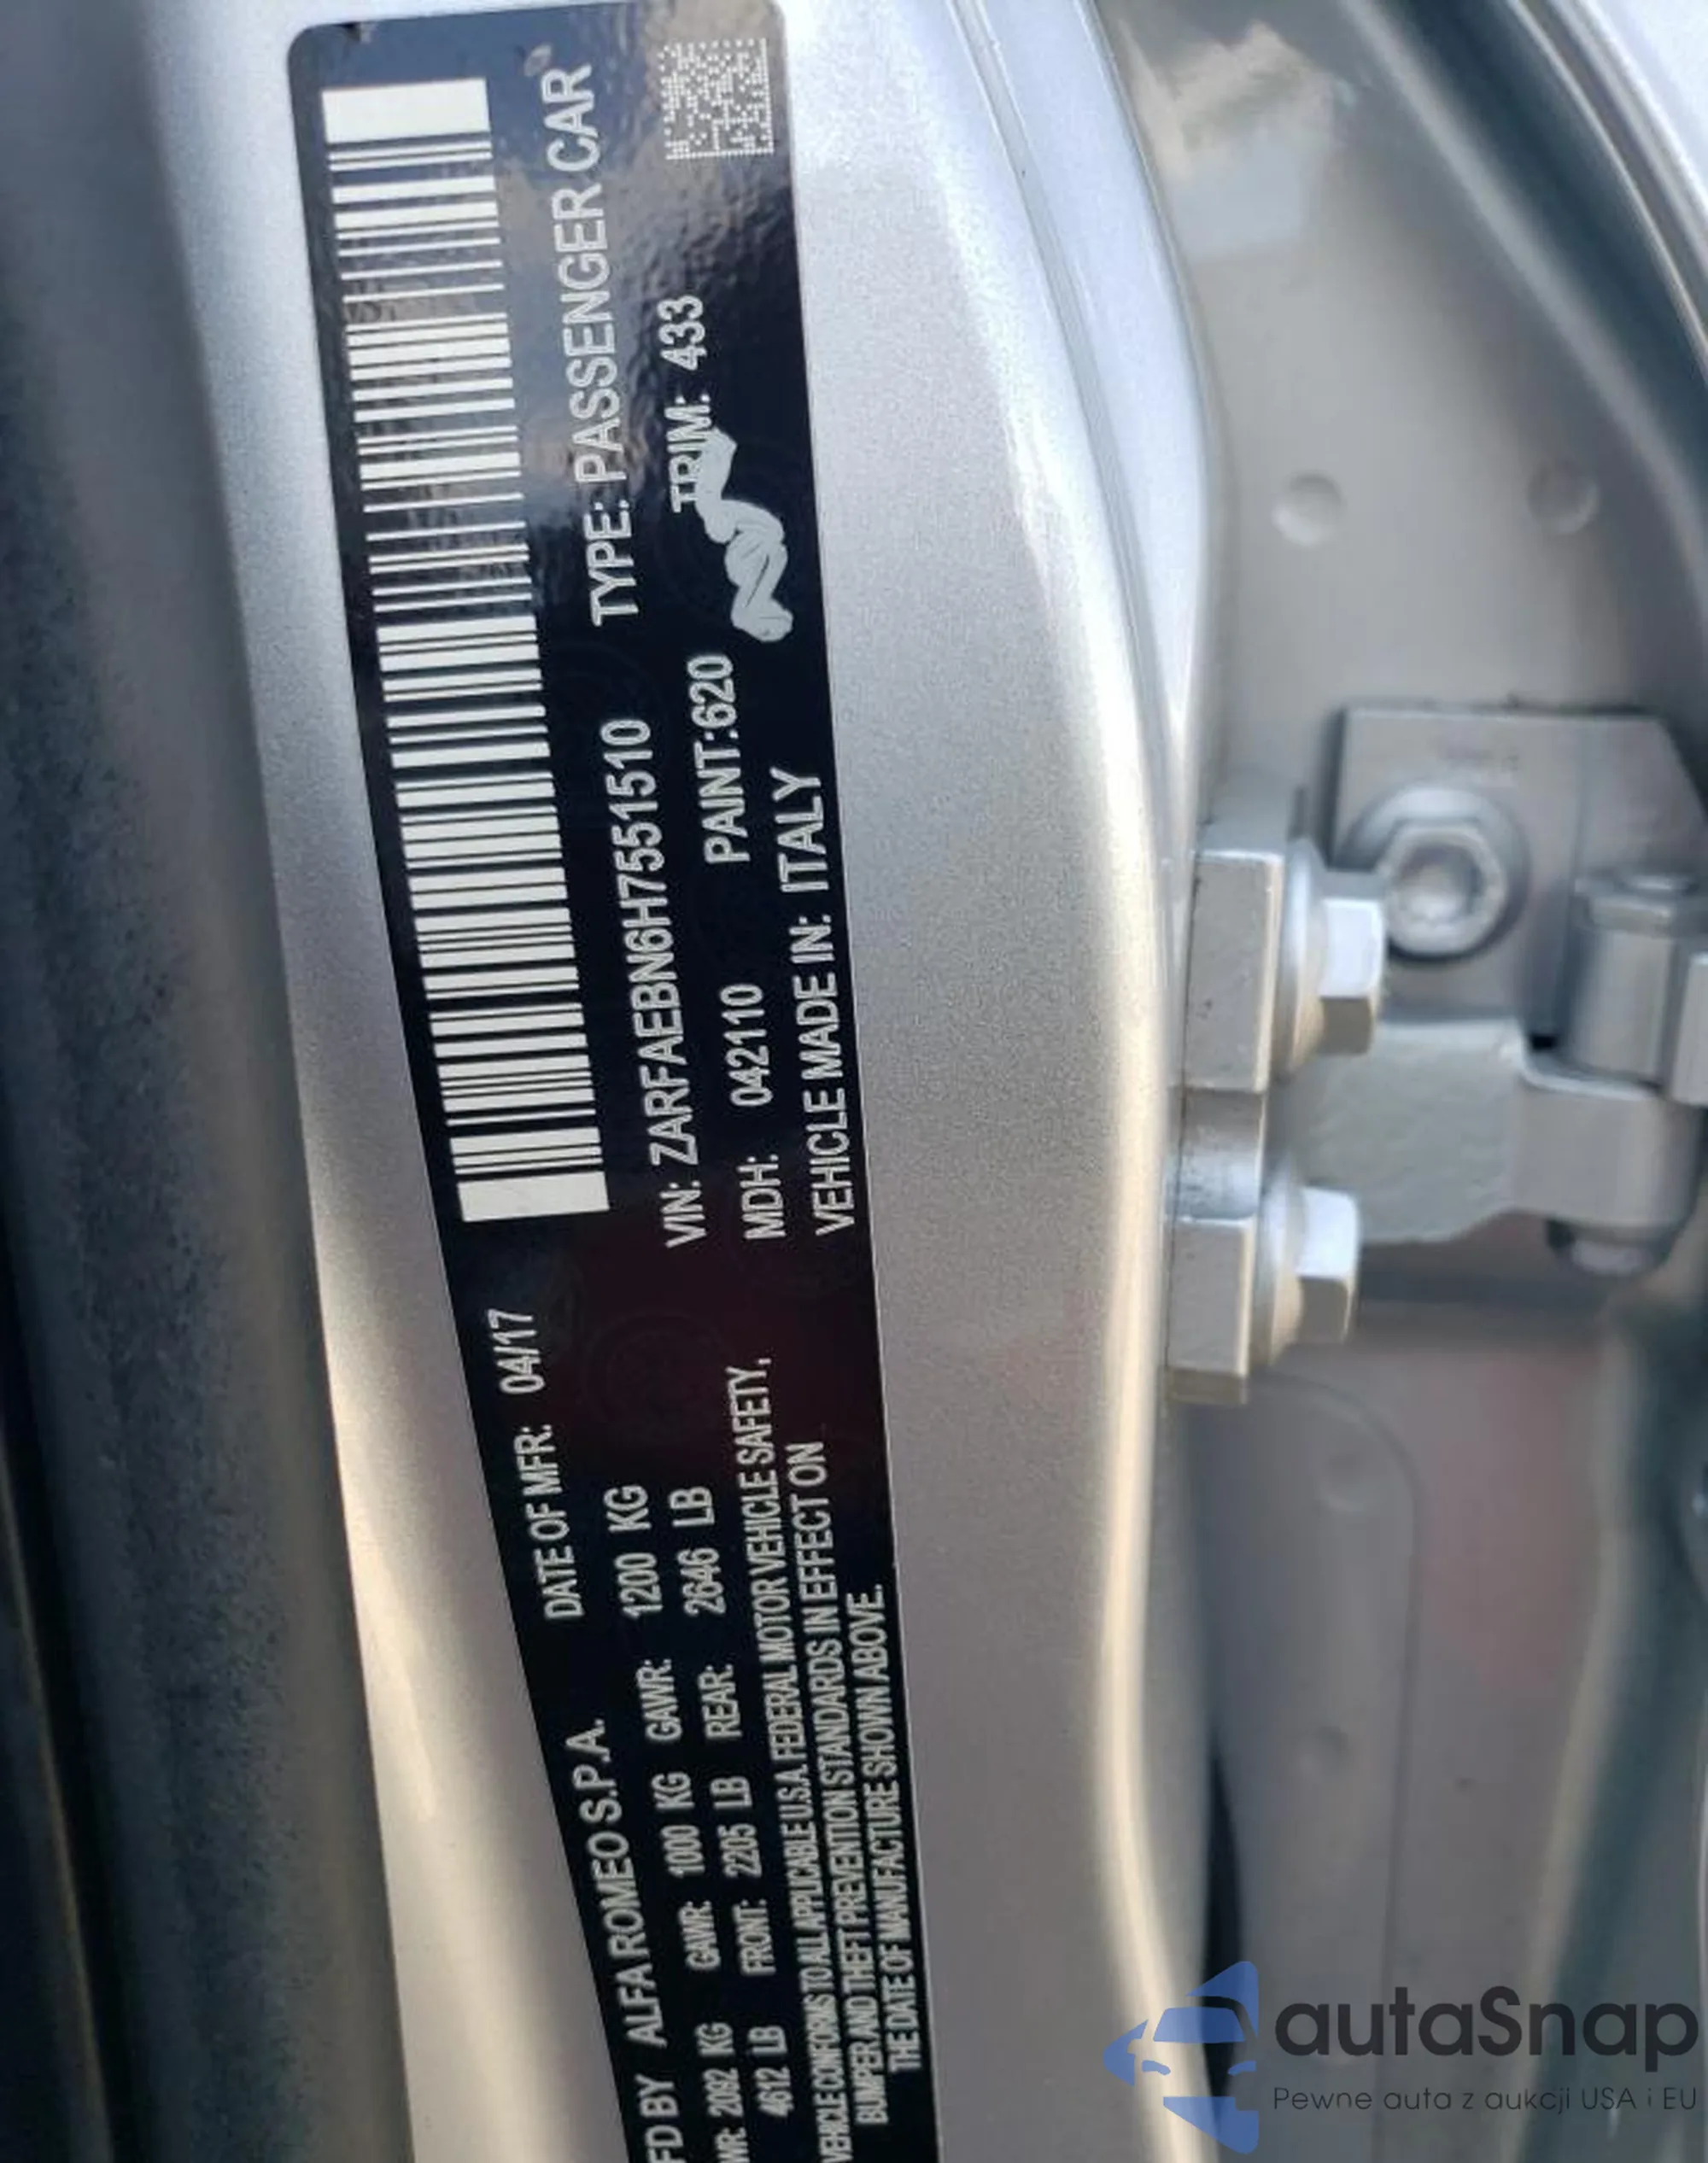 FD BY ALFA ROMEO S.P.A. DATE OF MFR: 04/17
WR: 2092 KG GAWR: 1000 KG GAWR: 1200 KG
4612 LB FRONT: 2205 LB REAR: 2646 LB
VEHICLE CONFORMS TO ALL APPLICABLE U.S.A. FEDERAL MOTOR VEHICLE SAFETY,
BUMPER AND THEFT PREVENTION STANDARDS IN EFFECT ON
THE DATE OF MANUFACTURE SHOWN ABOVE.
VIN: ZARFAEBN6H7551510 TYPE: PASSENGER CAR
MDH: 042110 PAINT:620 TRIM: 433
VEHICLE MADE IN: ITALY
autaSnap
Pewne auta z aukcji USA i EU